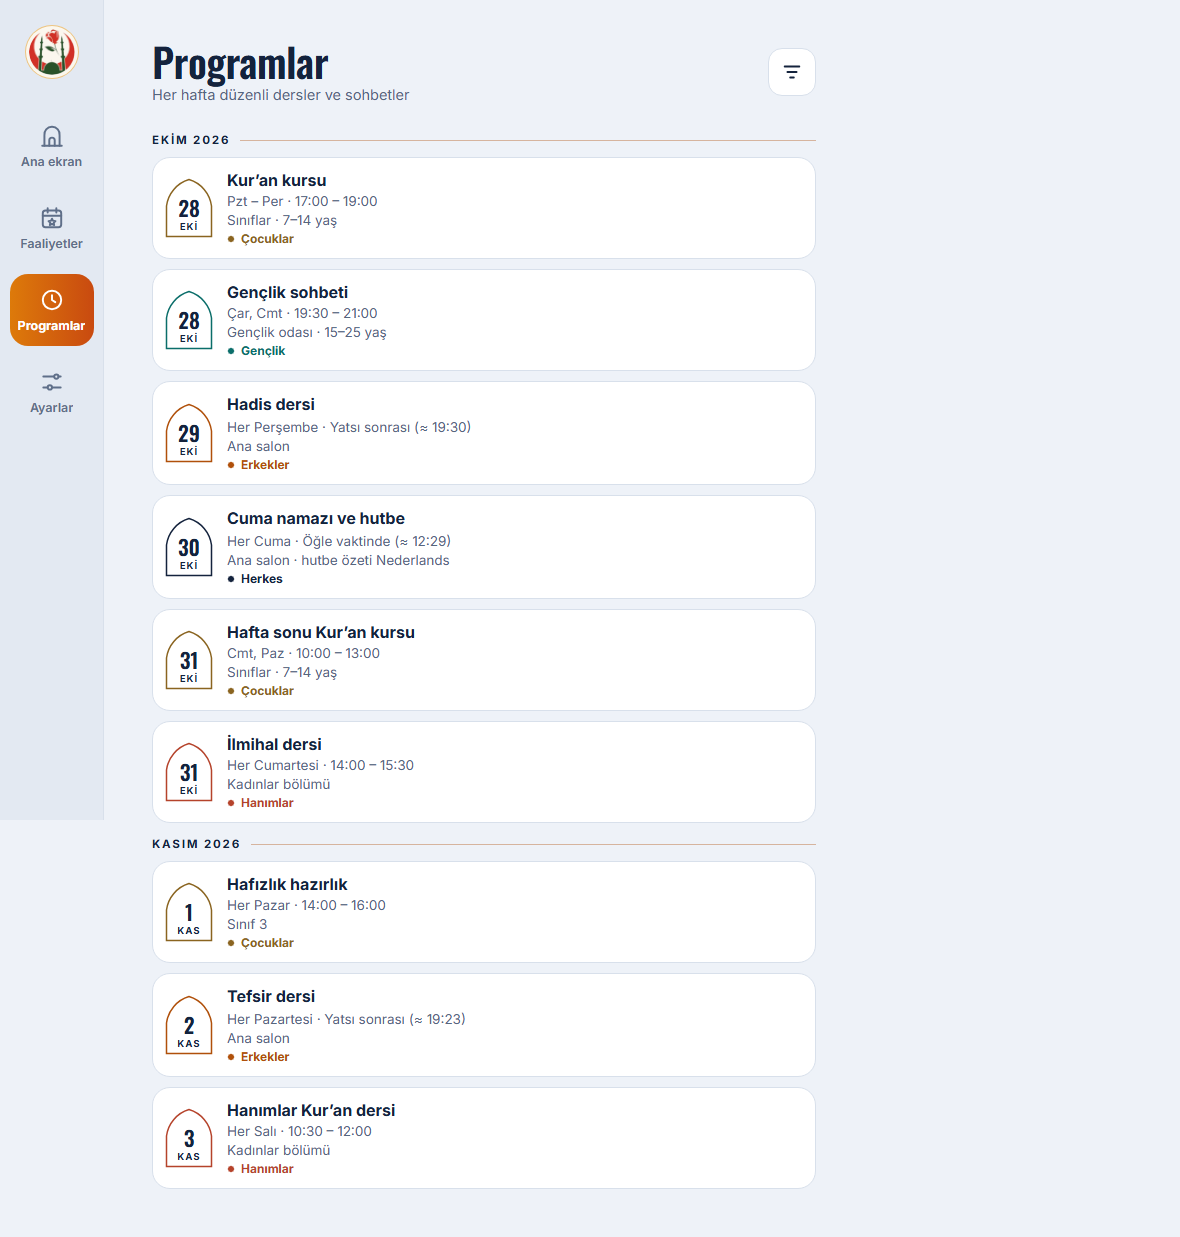 Programlar
Her hafta düzenli dersler ve sohbetler
Ana ekran
Faaliyetler
Programlar
Ayarlar
EKİM 2026
28
EKİ
Kur’an kursu
Pzt – Per · 17:00 – 19:00
Sınıflar · 7–14 yaş
Çocuklar
28
EKİ
Gençlik sohbeti
Çar, Cmt · 19:30 – 21:00
Gençlik odası · 15–25 yaş
Gençlik
29
EKİ
Hadis dersi
Her Perşembe · Yatsı sonrası (≈ 19:30)
Ana salon
Erkekler
30
EKİ
Cuma namazı ve hutbe
Her Cuma · Öğle vaktinde (≈ 12:29)
Ana salon · hutbe özeti Nederlands
Herkes
31
EKİ
Hafta sonu Kur’an kursu
Cmt, Paz · 10:00 – 13:00
Sınıflar · 7–14 yaş
Çocuklar
31
EKİ
İlmihal dersi
Her Cumartesi · 14:00 – 15:30
Kadınlar bölümü
Hanımlar
KASIM 2026
1
KAS
Hafızlık hazırlık
Her Pazar · 14:00 – 16:00
Sınıf 3
Çocuklar
2
KAS
Tefsir dersi
Her Pazartesi · Yatsı sonrası (≈ 19:23)
Ana salon
Erkekler
3
KAS
Hanımlar Kur’an dersi
Her Salı · 10:30 – 12:00
Kadınlar bölümü
Hanımlar